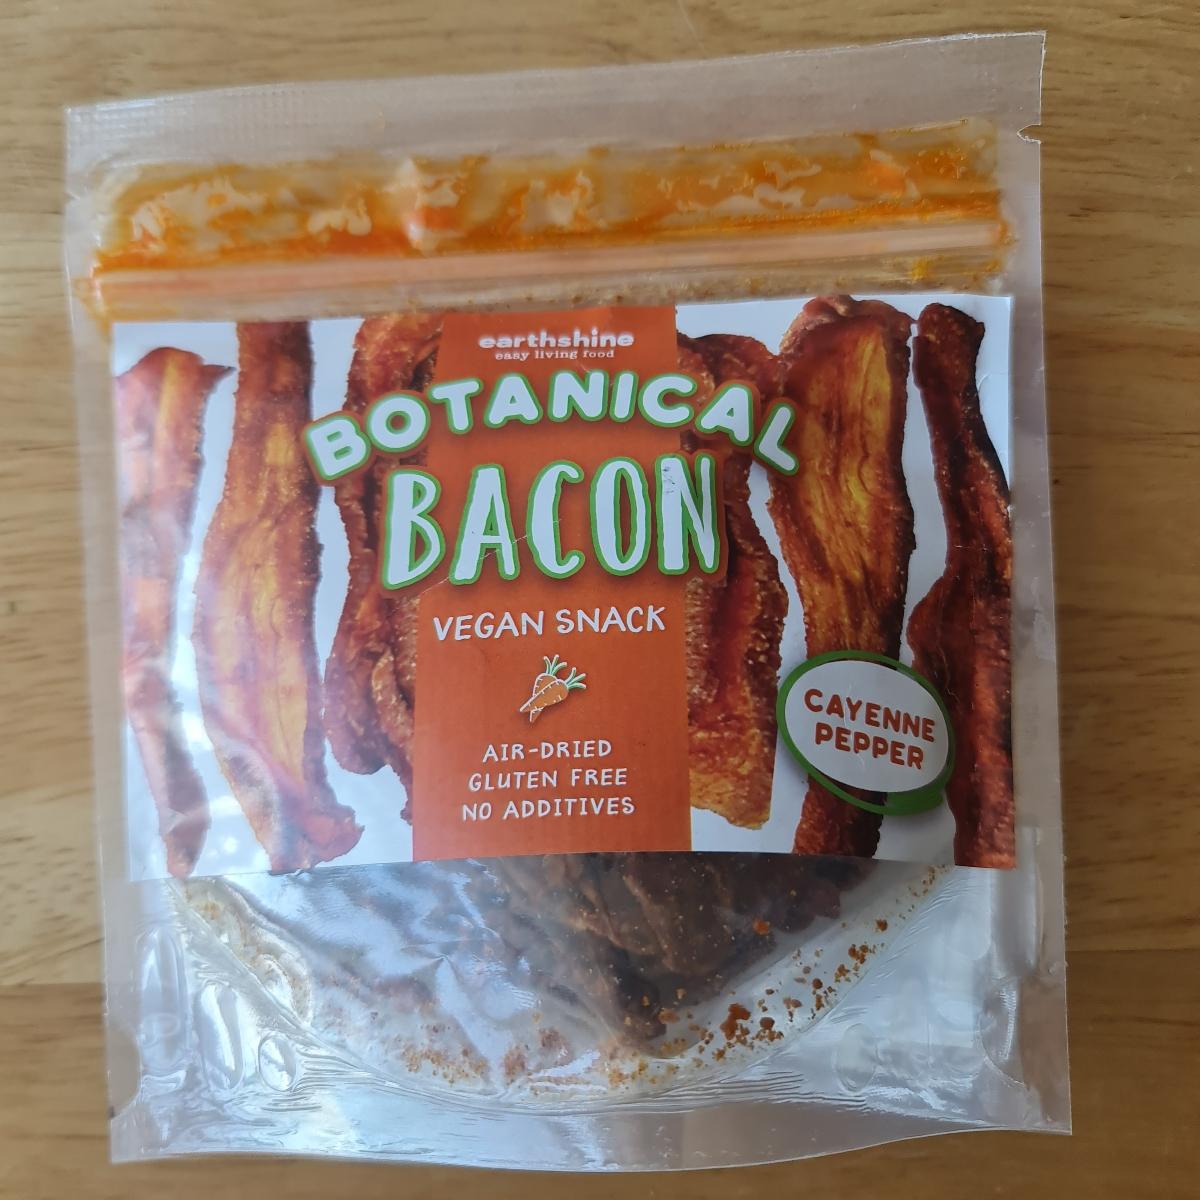 earthshine
easy living food
BOTANICAL
BACON
VEGAN SNACK
AIR-DRIED
GLUTEN FREE
NO ADDITIVES
CAYENNE
PEPPER